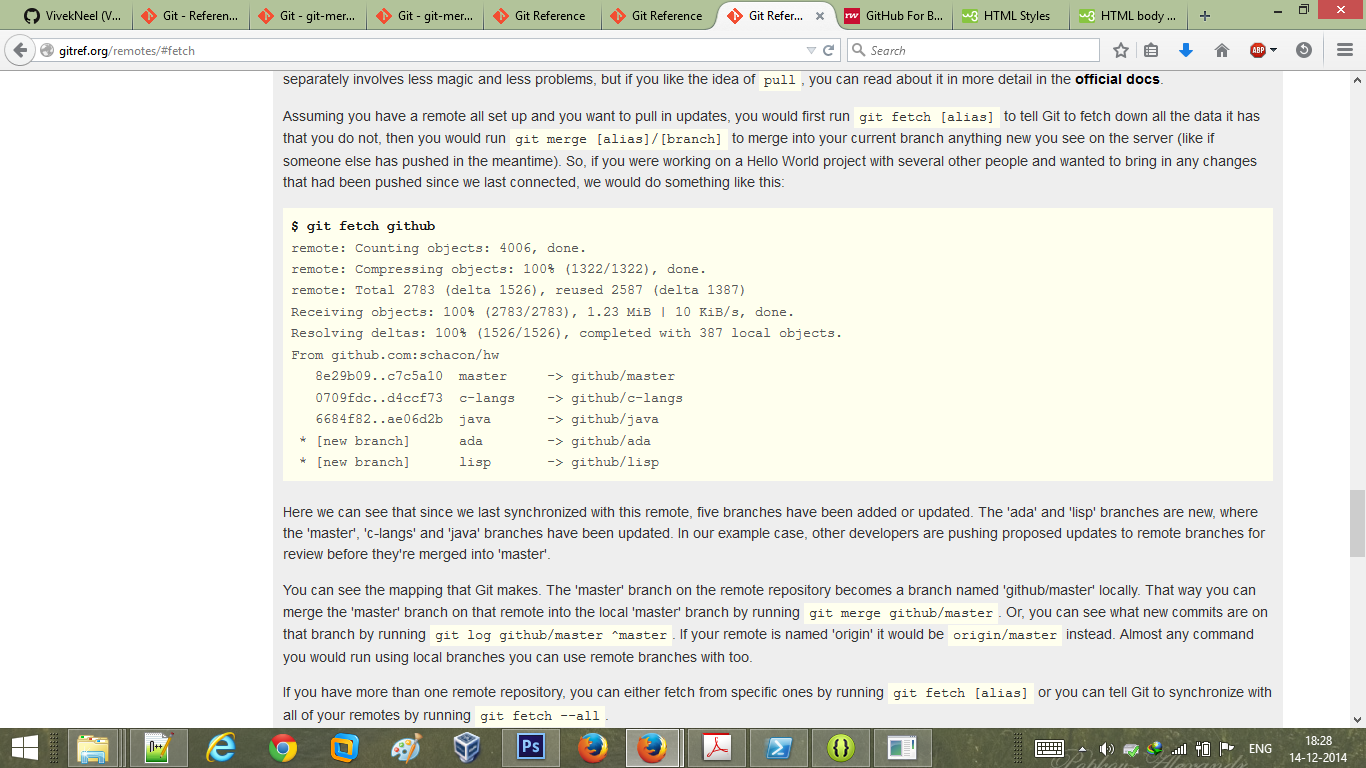 VivekNeel (V...
Git - Referen...
Git - git-mer...
Git - git-mer...
Git Reference
Git Reference
Git Refer...
GitHub For B...
HTML Styles
HTML body ...
gitref.org/remotes/#fetch
Search
ABP
separately involves less magic and less problems, but if you like the idea of pull, you can read about it in more detail in the official docs.
Assuming you have a remote all set up and you want to pull in updates, you would first run git fetch [alias] to tell Git to fetch down all the data it has
that you do not, then you would run git merge [alias]/[branch] to merge into your current branch anything new you see on the server (like if
someone else has pushed in the meantime). So, if you were working on a Hello World project with several other people and wanted to bring in any changes
that had been pushed since we last connected, we would do something like this:
$ git fetch github
remote: Counting objects: 4006, done.
remote: Compressing objects: 100% (1322/1322), done.
remote: Total 2783 (delta 1526), reused 2587 (delta 1387)
Receiving objects: 100% (2783/2783), 1.23 MiB | 10 KiB/s, done.
Resolving deltas: 100% (1526/1526), completed with 387 local objects.
From github.com:schacon/hw
8e29b09..c7c5a10 master -> github/master
0709fdc..d4ccf73 c-langs -> github/c-langs
6684f82..ae06d2b java -> github/java
* [new branch] ada -> github/ada
* [new branch] lisp -> github/lisp
Here we can see that since we last synchronized with this remote, five branches have been added or updated. The 'ada' and 'lisp' branches are new, where
the 'master', 'c-langs' and 'java' branches have been updated. In our example case, other developers are pushing proposed updates to remote branches for
review before they're merged into 'master'.
You can see the mapping that Git makes. The 'master' branch on the remote repository becomes a branch named 'github/master' locally. That way you can
merge the 'master' branch on that remote into the local 'master' branch by running git merge github/master. Or, you can see what new commits are on
that branch by running git log github/master ^master. If your remote is named 'origin' it would be origin/master instead. Almost any command
you would run using local branches you can use remote branches with too.
If you have more than one remote repository, you can either fetch from specific ones by running git fetch [alias] or you can tell Git to synchronize with
all of your remotes by running git fetch --all.
Ps
ENG
18:28
14-12-2014